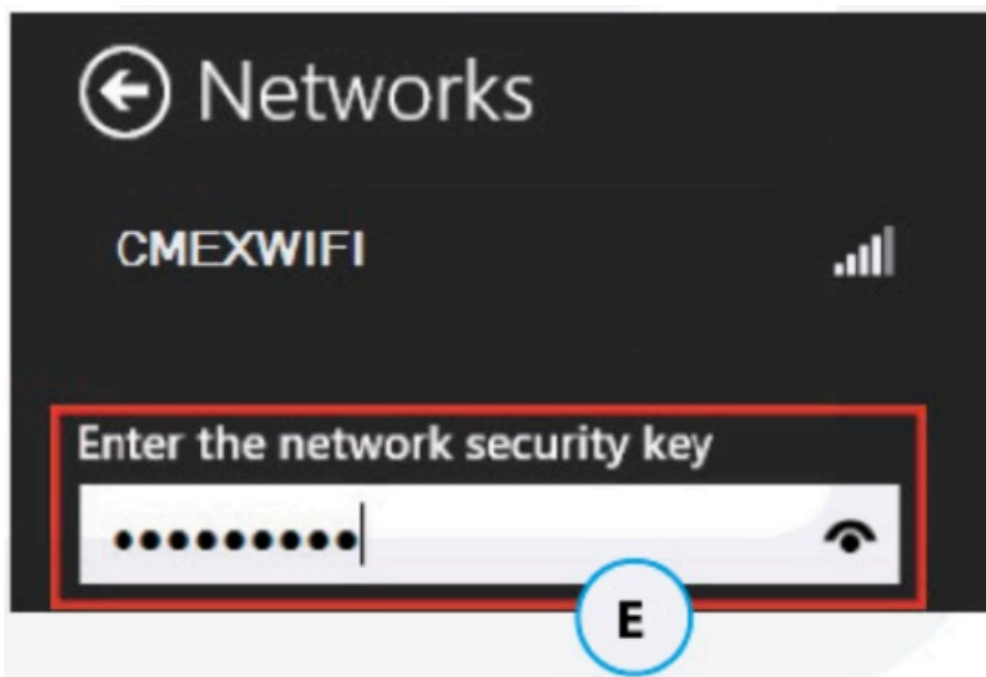 Networks
CMEXWIFI
Enter the network security key
•••••••••
E